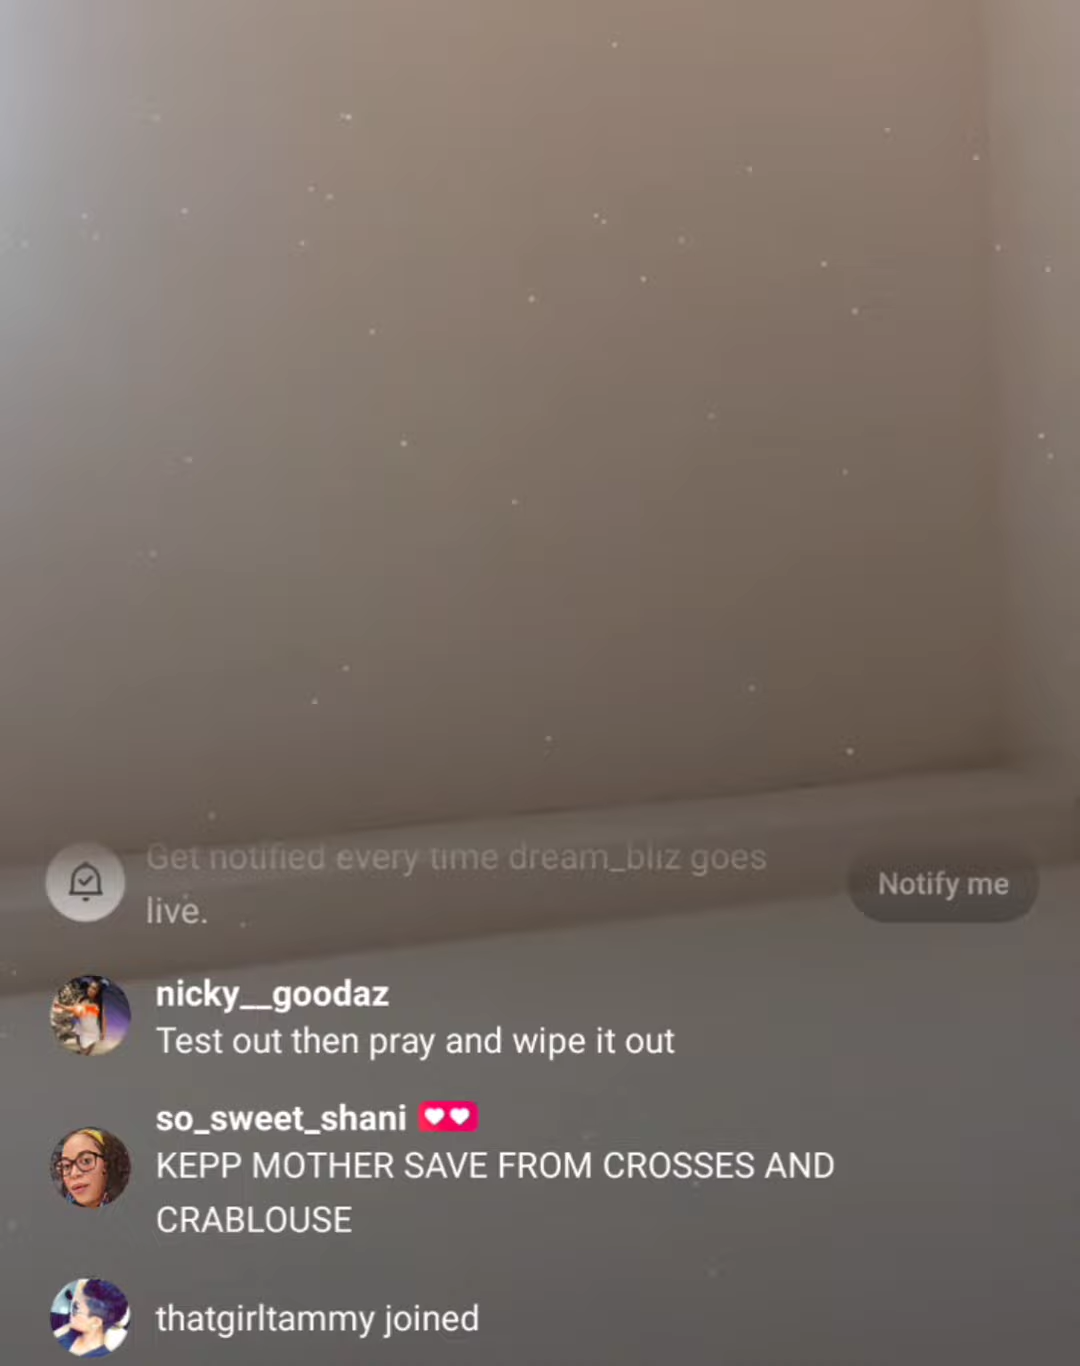 Get notified every time dream_bliz goes
live.
Notify me
nicky__goodaz
Test out then pray and wipe it out
so_sweet_shani
KEPP MOTHER SAVE FROM CROSSES AND
CRABLOUSE
thatgirltammy joined